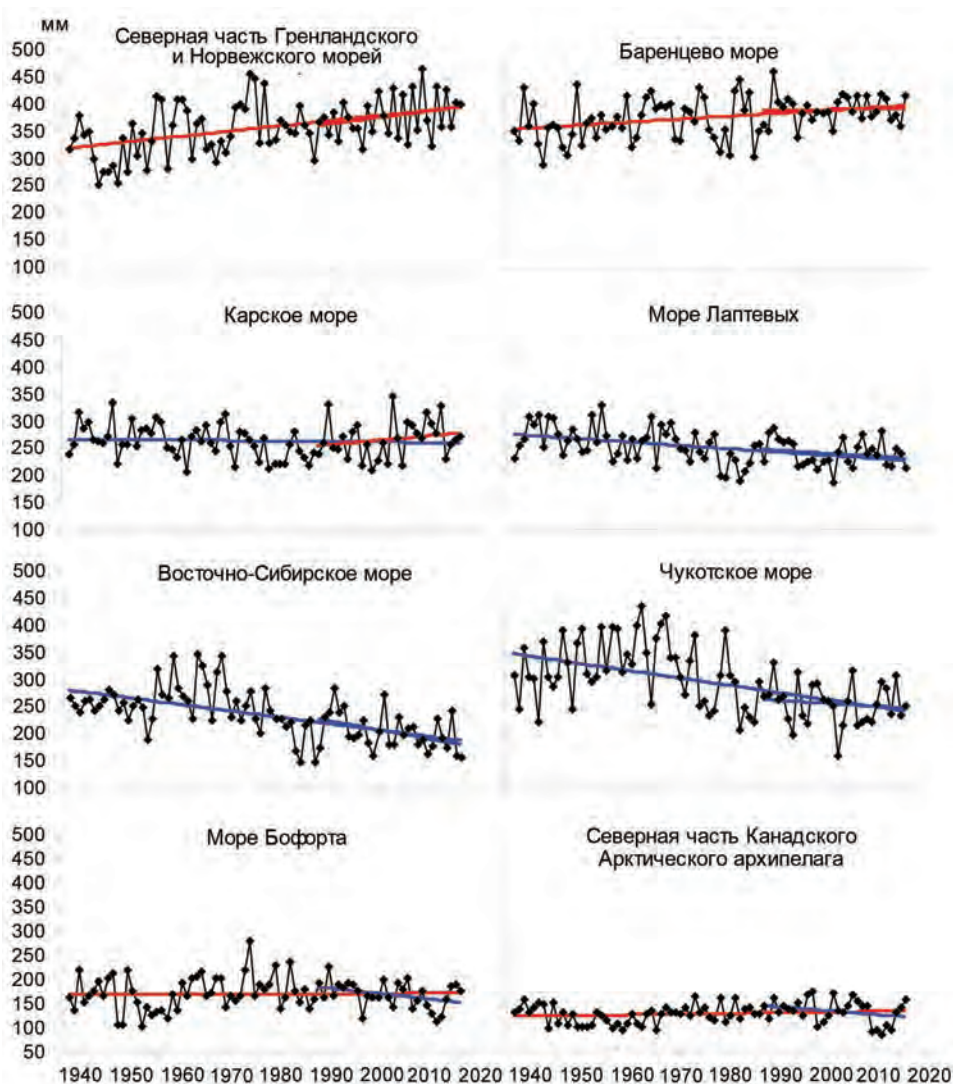 мм
Северная часть Гренландского
и Норвежского морей
Баренцево море
500
450
400
350
300
250
200
150
100
Карское море
Море Лаптевых
500
450
400
350
300
250
200
150
100
Восточно-Сибирское море
Чукотское море
500
450
400
350
300
250
200
150
100
Море Бофорта
Северная часть Канадского
Арктического архипелага
500
450
400
350
300
250
200
150
100
50
1940 1950 1960 1970 1980 1990 2000 2010 2020
1940 1950 1960 1970 1980 1990 2000 2010 2020